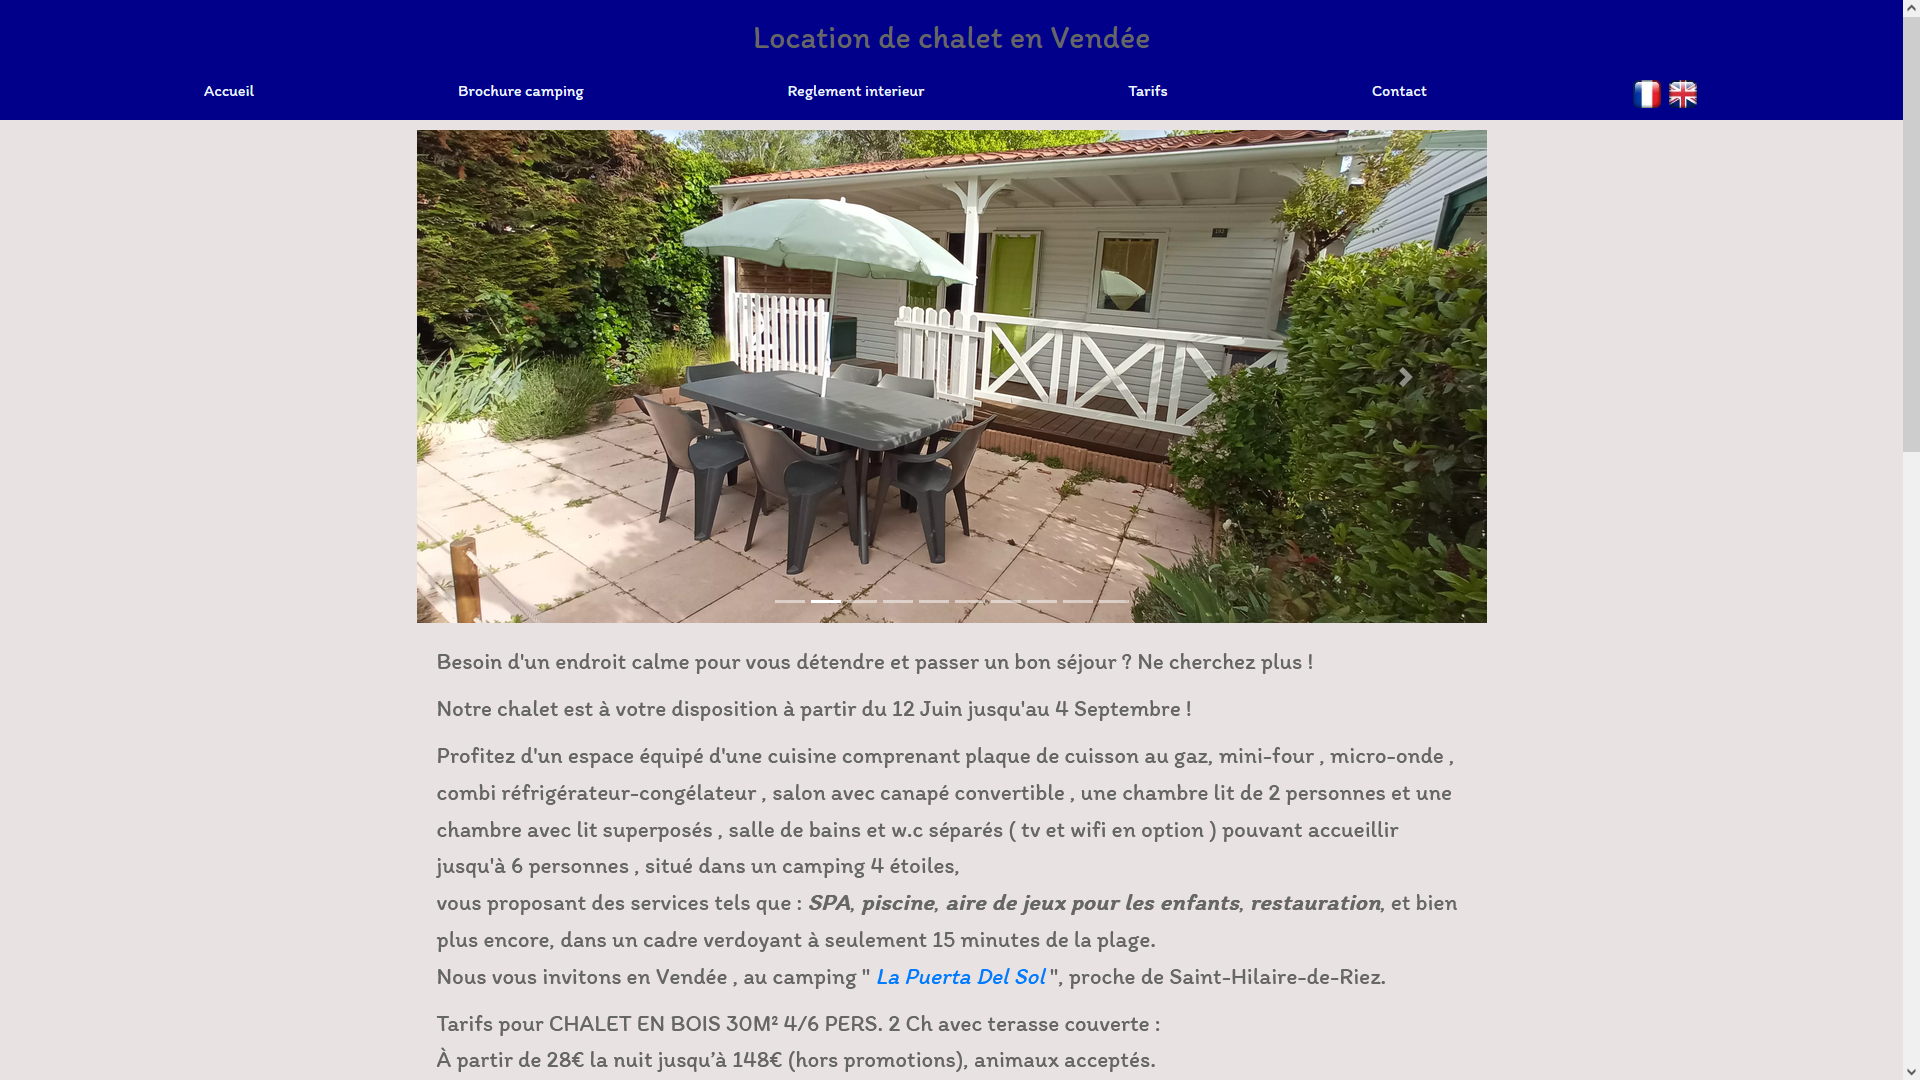 Location de chalet en Vendée
Accueil
Brochure camping
Reglement interieur
Tarifs
Contact
Besoin d'un endroit calme pour vous détendre et passer un bon séjour ? Ne cherchez plus !
Notre chalet est à votre disposition à partir du 12 Juin jusqu'au 4 Septembre !
Profitez d'un espace équipé d'une cuisine comprenant plaque de cuisson au gaz, mini-four , micro-onde ,
combi réfrigérateur-congélateur , salon avec canapé convertible , une chambre lit de 2 personnes et une
chambre avec lit superposés , salle de bains et w.c séparés ( tv et wifi en option ) pouvant accueillir
jusqu'à 6 personnes , situé dans un camping 4 étoiles,
vous proposant des services tels que : SPA, piscine, aire de jeux pour les enfants, restauration, et bien
plus encore, dans un cadre verdoyant à seulement 15 minutes de la plage.
Nous vous invitons en Vendée , au camping " La Puerta Del Sol ", proche de Saint-Hilaire-de-Riez.
Tarifs pour CHALET EN BOIS 30M² 4/6 PERS. 2 Ch avec terasse couverte :
À partir de 28€ la nuit jusqu'à 148€ (hors promotions), animaux acceptés.